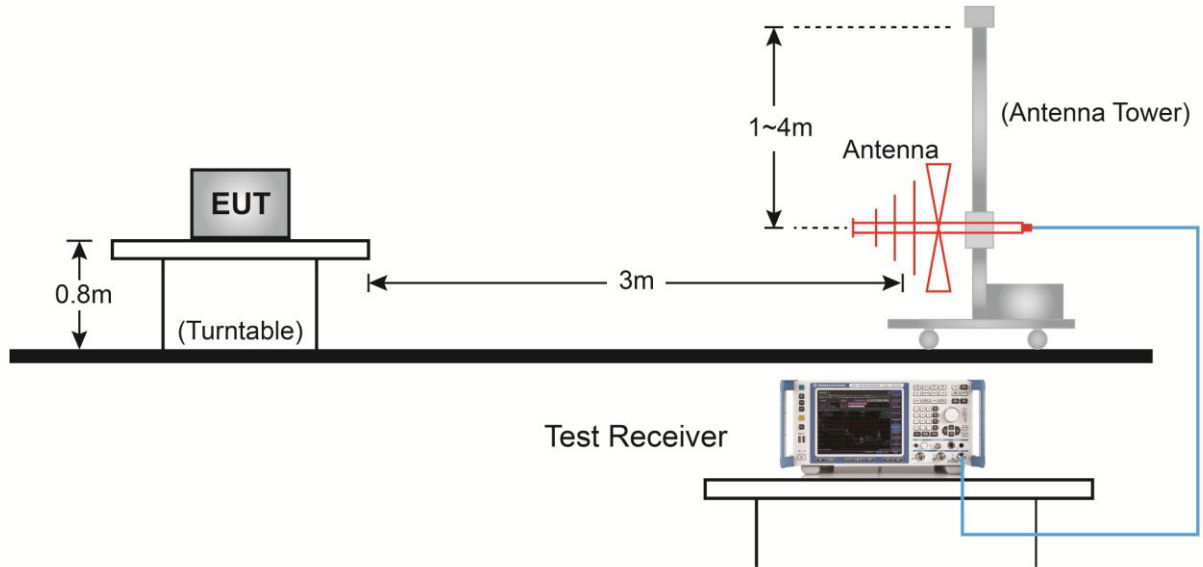 1~4m
(Antenna Tower)
Antenna
EUT
0.8m
3m
(Turntable)
Test Receiver